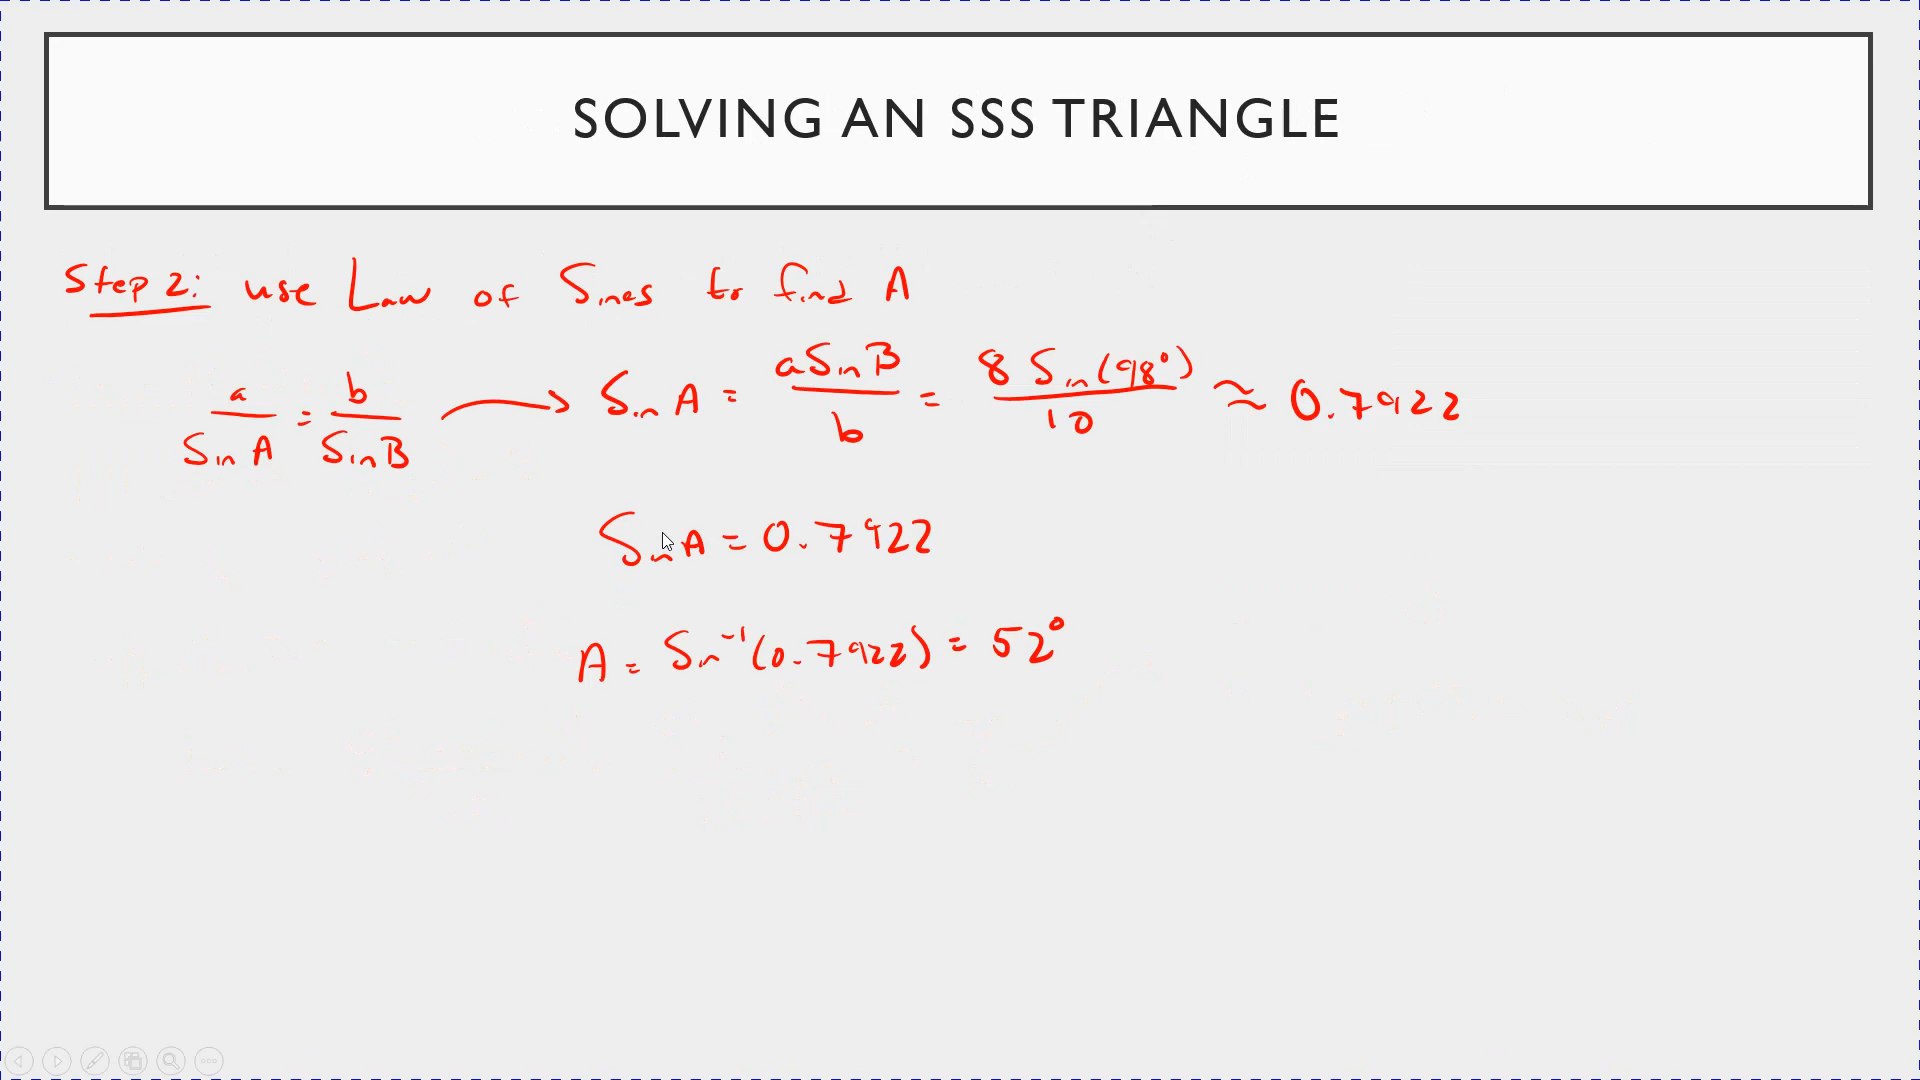 SOLVING AN SSS TRIANGLE
Step 2: use Law of Sines to find A
a/Sin A = b/Sin B → Sin A = a Sin B/b = 8 Sin(98°)/10 ≈ 0.7922
Sin A = 0.7922
A = Sin⁻¹(0.7922) = 52°